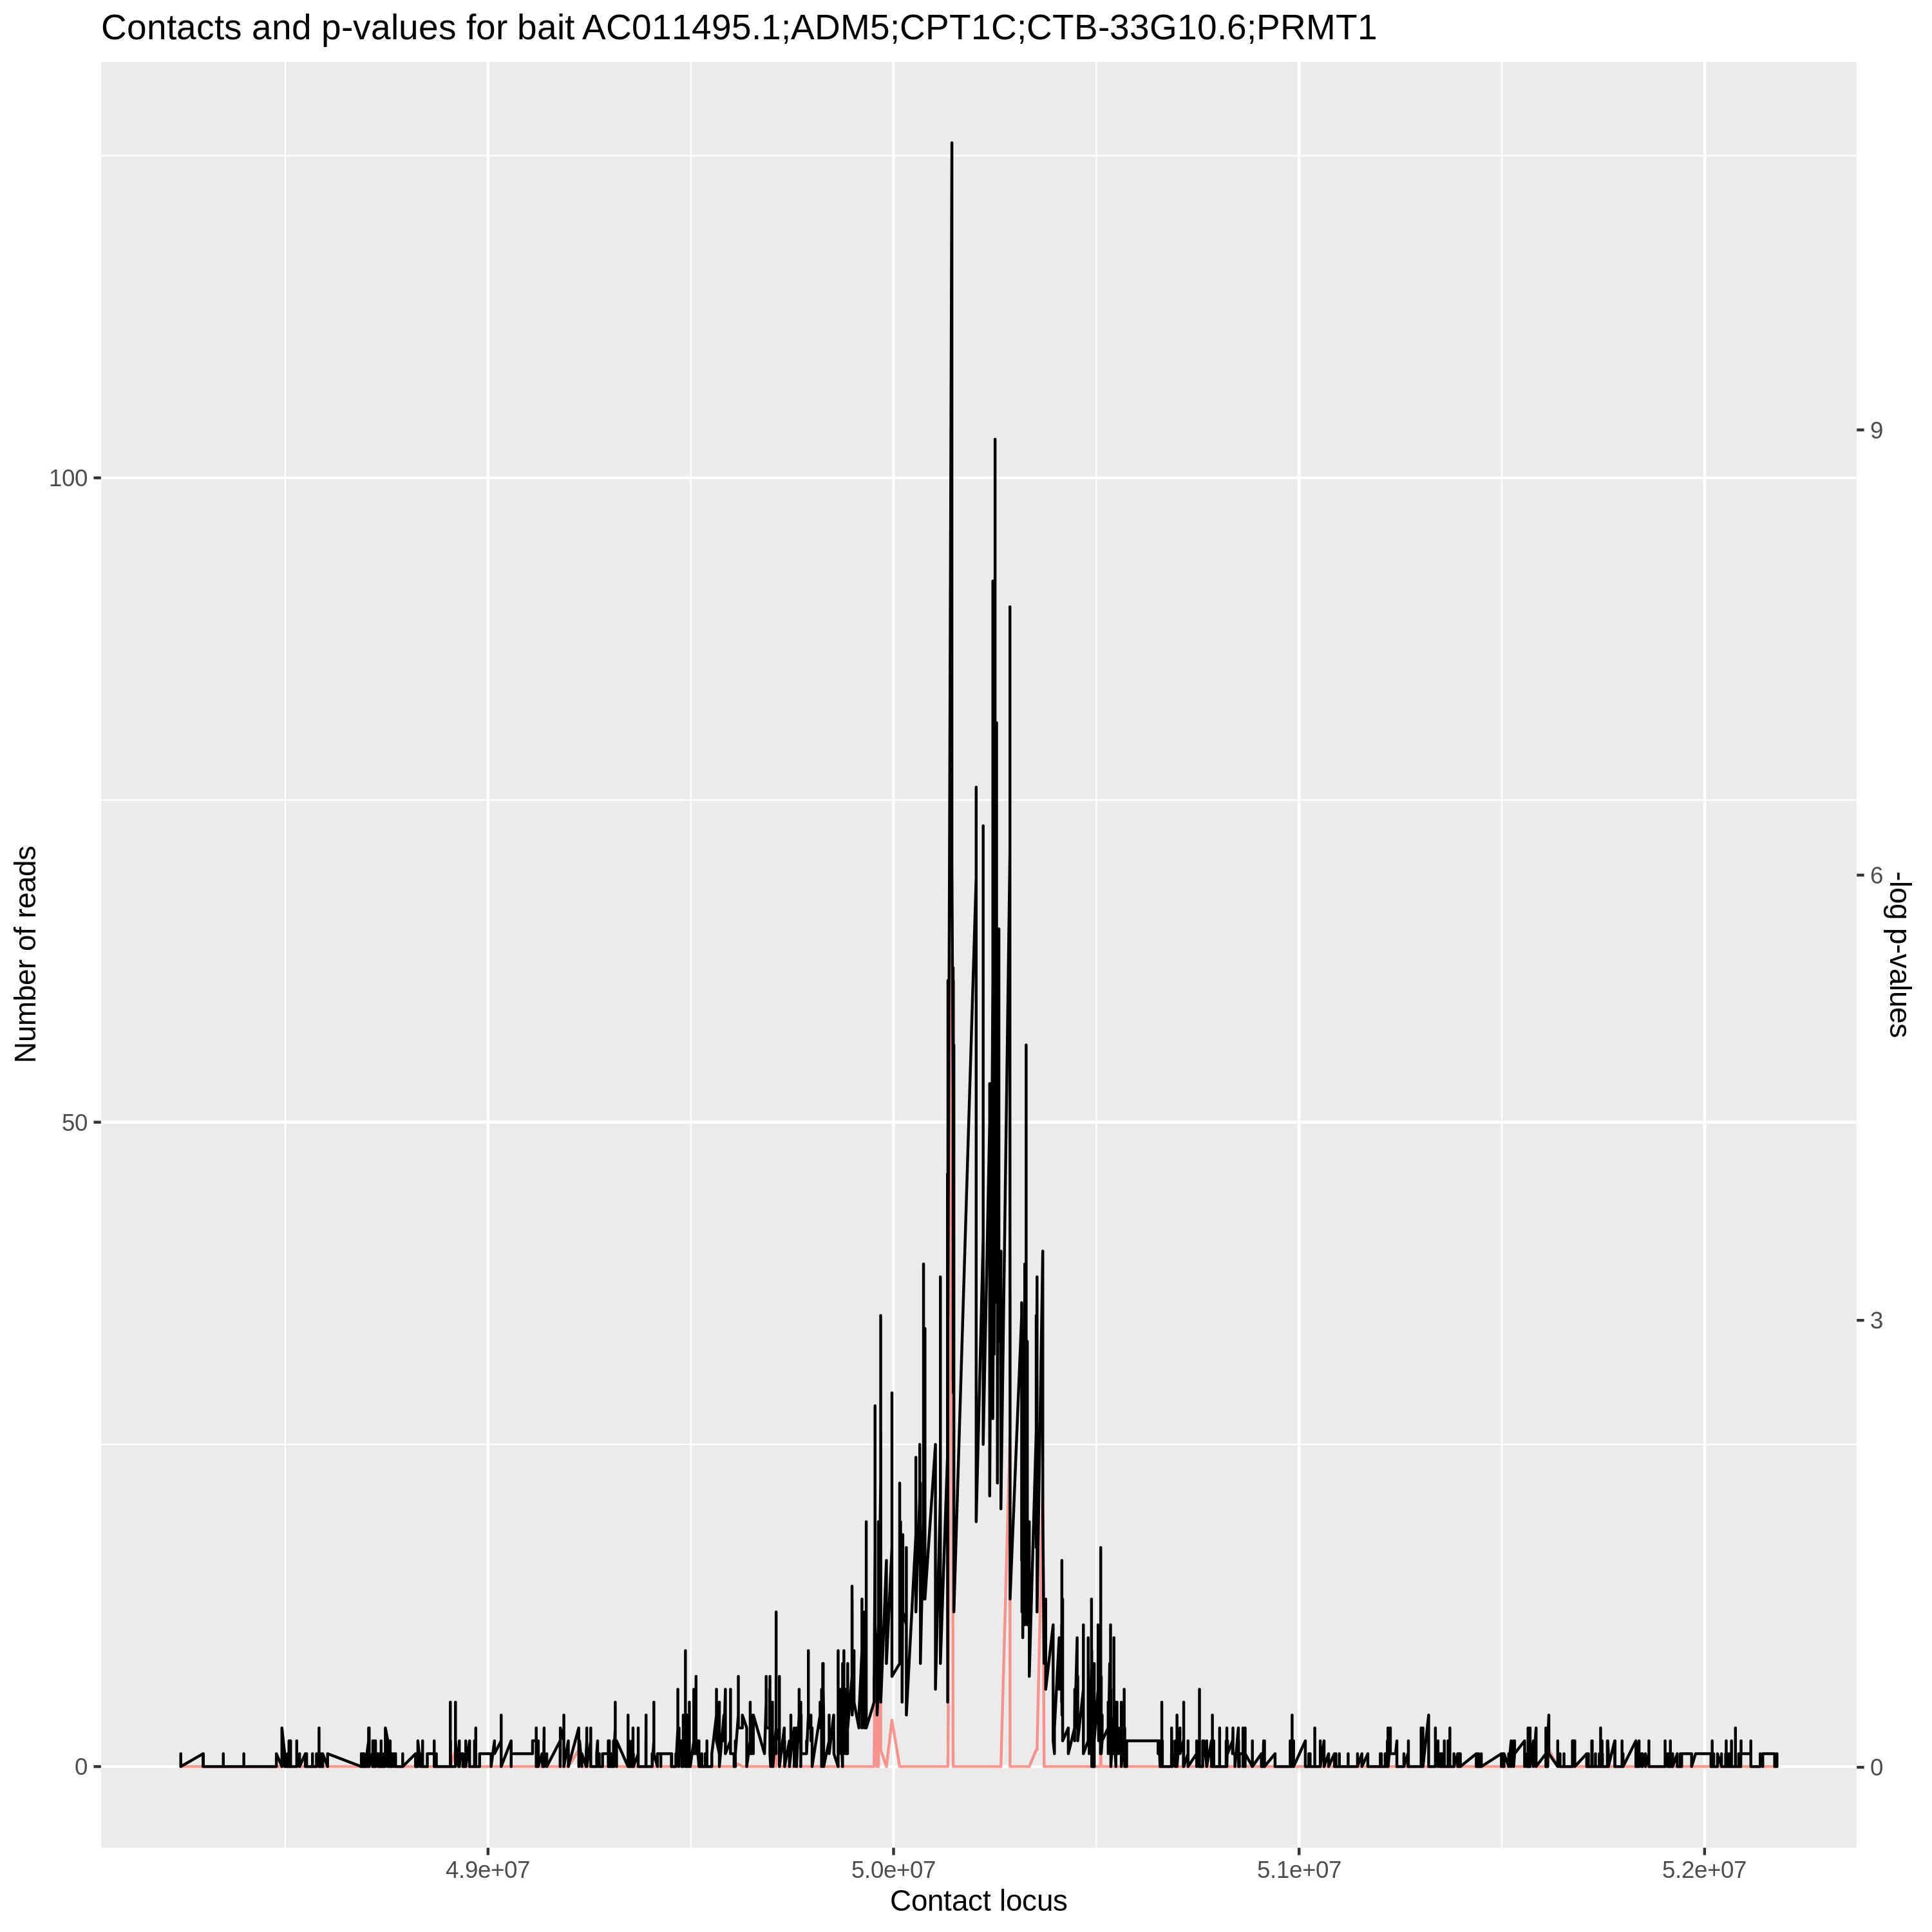 Contacts and p-values for bait AC011495.1;ADM5;CPT1C;CTB-33G10.6;PRMT1
Number of reads
100
50
0
9
6
3
0
-log p-values
4.9e+07
5.0e+07
5.1e+07
5.2e+07
Contact locus